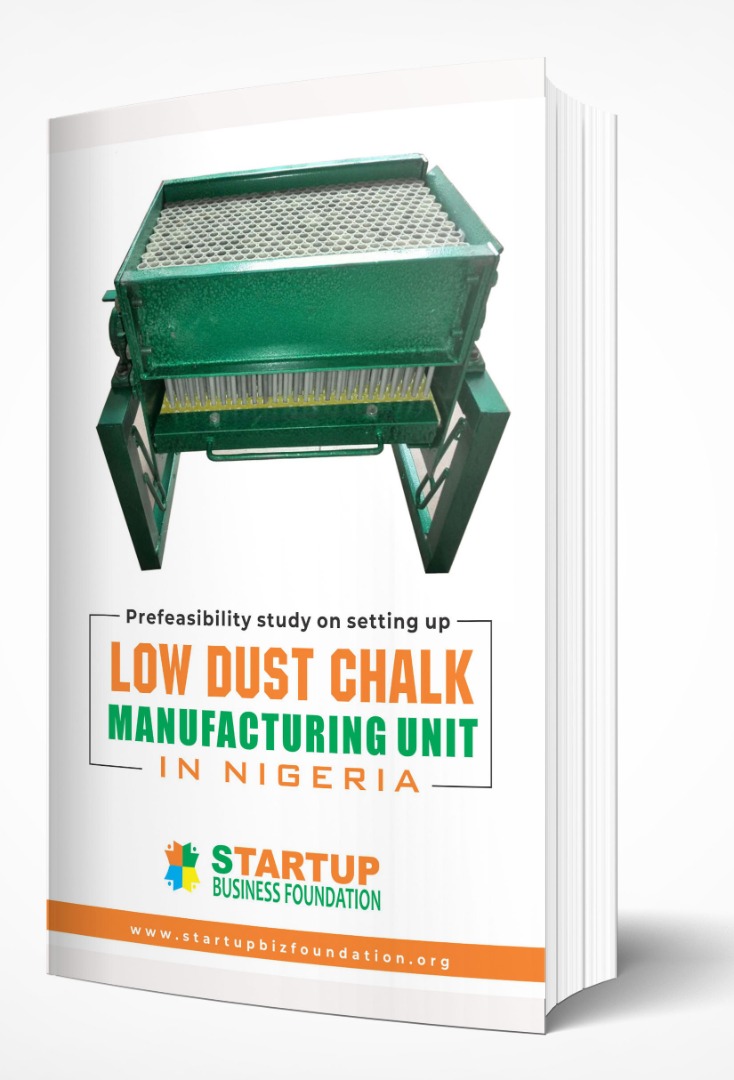 Prefeasibility study on setting up
LOW DUST CHALK
MANUFACTURING UNIT
IN NIGERIA
STARTUP
BUSINESS FOUNDATION
www.startupbizfoundation.org